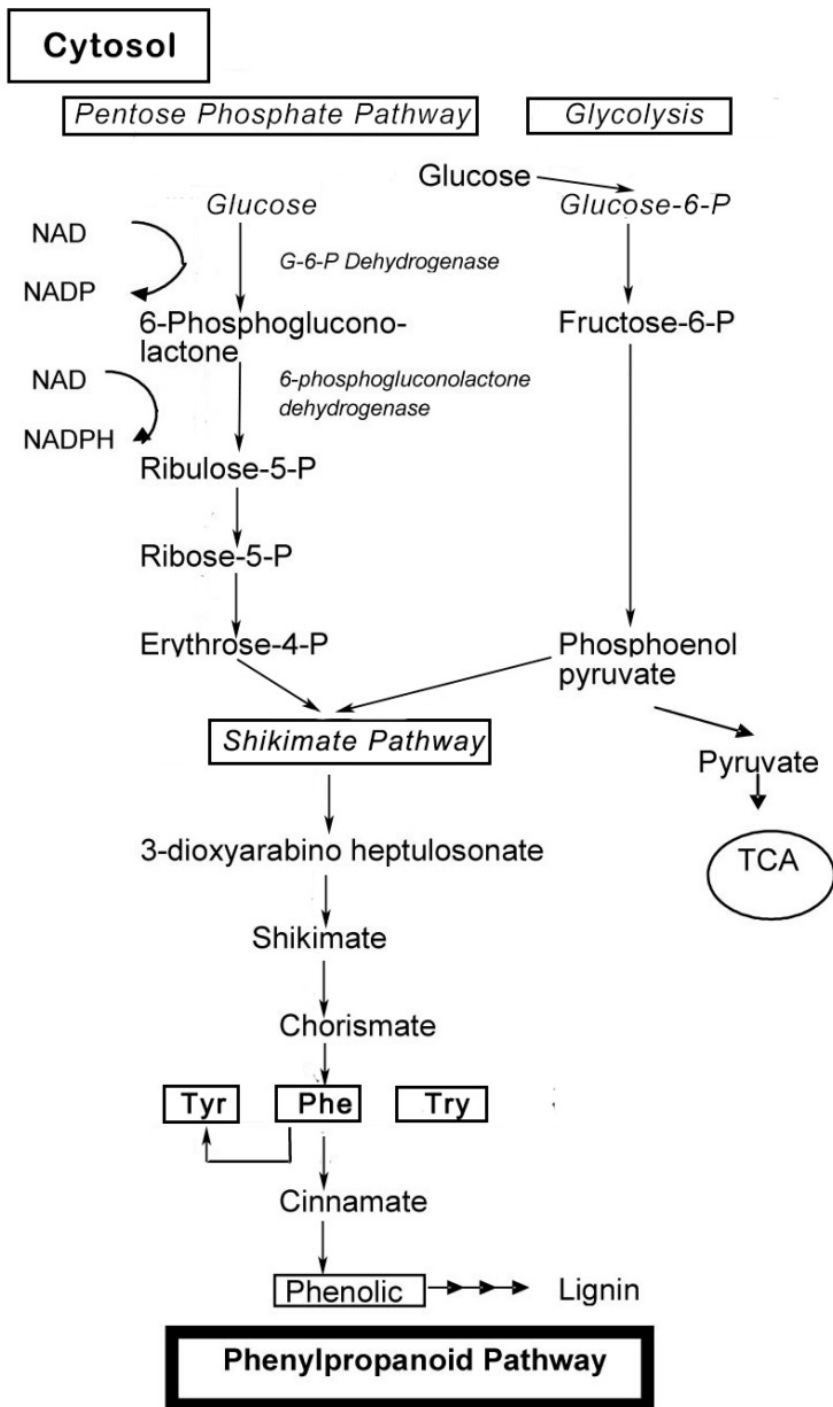 Cytosol
Pentose Phosphate Pathway
Glycolysis
Glucose
Glucose
Glucose-6-P
NAD
G-6-P Dehydrogenase
NADP
6-Phosphoglucono-
lactone
Fructose-6-P
NAD
6-phosphogluconolactone
dehydrogenase
NADPH
Ribulose-5-P
Ribose-5-P
Erythrose-4-P
Phosphoenol
pyruvate
Shikimate Pathway
Pyruvate
3-dioxyarabino heptulosonate
TCA
Shikimate
Chorismate
Tyr
Phe
Try
Cinnamate
Phenolic
Lignin
Phenylpropanoid Pathway